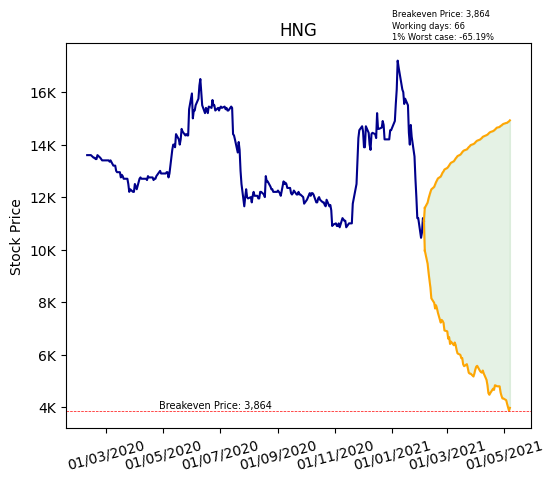 Breakeven Price: 3,864
Working days: 66
1% Worst case: -65.19%
HNG
Stock Price
16K
14K
12K
10K
8K
6K
4K
Breakeven Price: 3,864
01/03/2020
01/05/2020
01/07/2020
01/09/2020
01/11/2020
01/01/2021
01/03/2021
01/05/2021